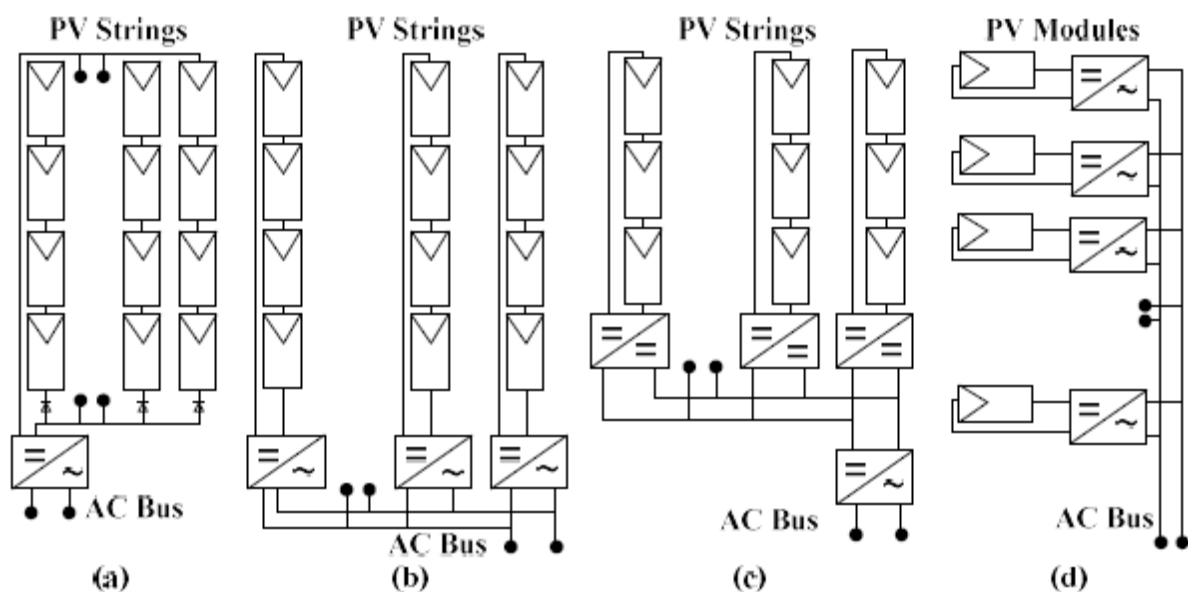 PV Strings
PV Strings
PV Strings
PV Modules
AC Bus
AC Bus
AC Bus
AC Bus
(a)
(b)
(c)
(d)